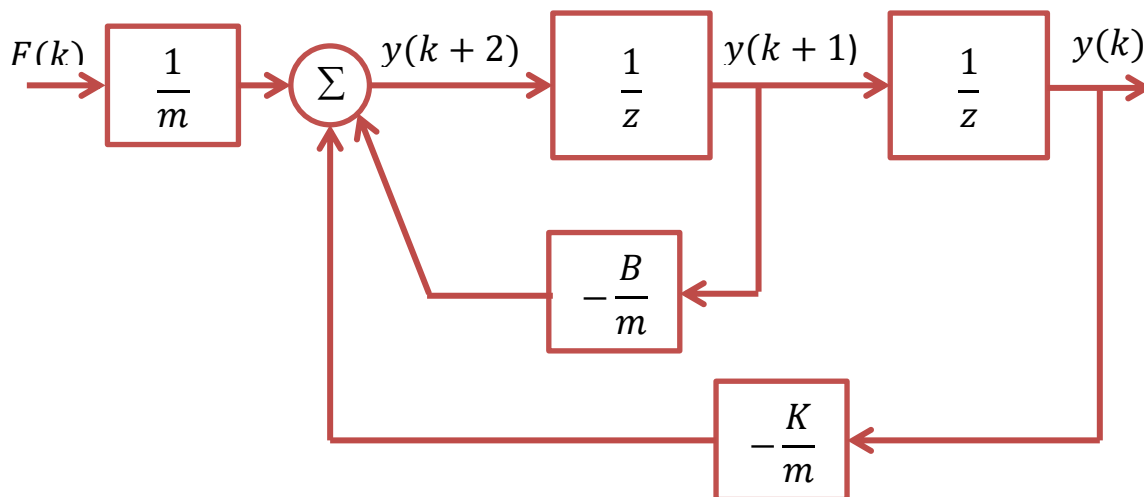 F(k)
1/m
Σ
y(k + 2)
1/z
y(k + 1)
1/z
y(k)
−B/m
−K/m